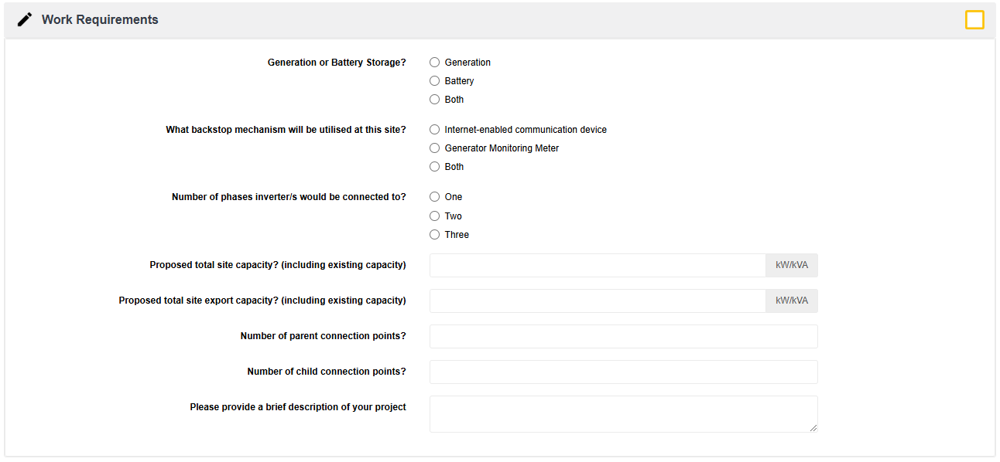 Work Requirements
Generation or Battery Storage?
Generation
Battery
Both
What backstop mechanism will be utilised at this site?
Internet-enabled communication device
Generator Monitoring Meter
Both
Number of phases inverter/s would be connected to?
One
Two
Three
Proposed total site capacity? (including existing capacity)
kW/kVA
Proposed total site export capacity? (including existing capacity)
kW/kVA
Number of parent connection points?
Number of child connection points?
Please provide a brief description of your project